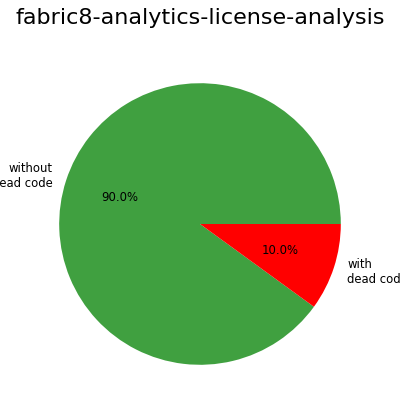 fabric8-analytics-license-analysis
without
ead code
90.0%
10.0%
with
dead cod